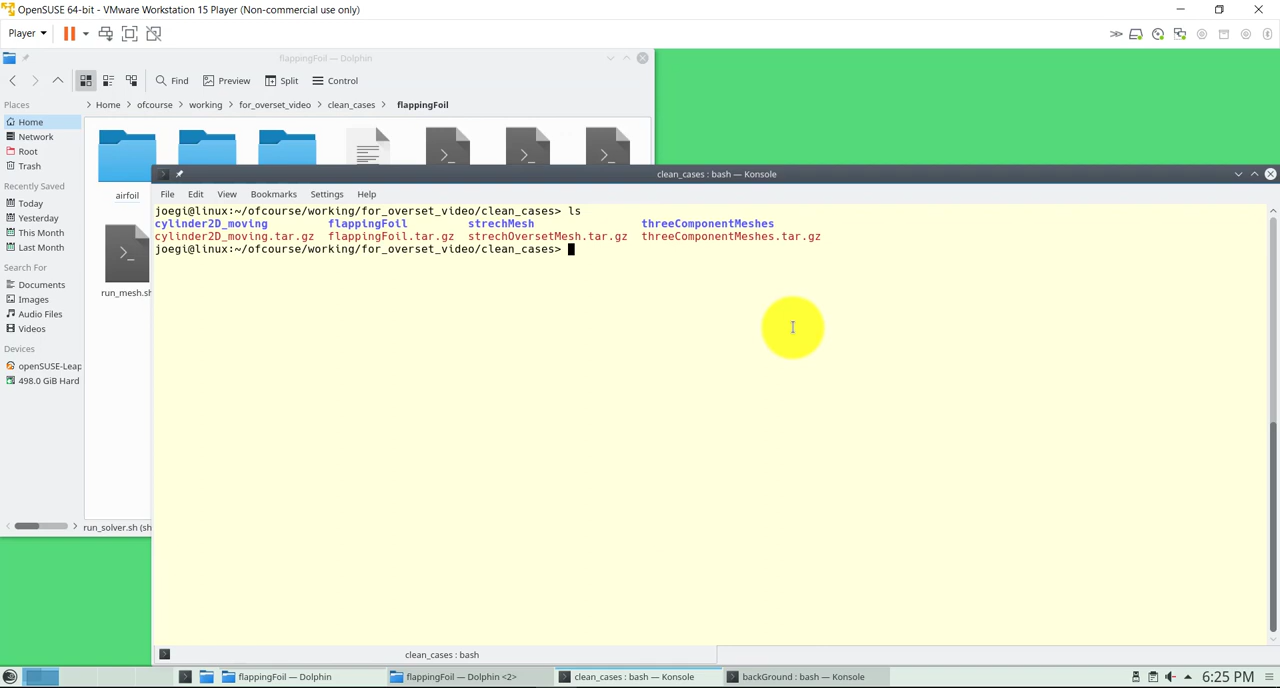 OpenSUSE 64-bit - VMware Workstation 15 Player (Non-commercial use only)
Player
flappingFoil — Dolphin
Find Preview Split Control
Places
Home
Network
Root
Trash
Recently Saved
Today
Yesterday
This Month
Last Month
Search For
Documents
Images
Audio Files
Videos
Devices
openSUSE-Leap
498.0 GiB Hard
> Home > ofcourse > working > for_overset_video > clean_cases > flappingFoil
airfoil
run_mesh.sh
run_solver.sh (sh
clean_cases : bash — Konsole
File Edit View Bookmarks Settings Help
joegi@linux:~/ofcourse/working/for_overset_video/clean_cases> ls
cylinder2D_moving flappingFoil strechMesh threeComponentMeshes
cylinder2D_moving.tar.gz flappingFoil.tar.gz strechOversetMesh.tar.gz threeComponentMeshes.tar.gz
joegi@linux:~/ofcourse/working/for_overset_video/clean_cases>
clean_cases : bash
flappingFoil — Dolphin
flappingFoil — Dolphin <2>
clean_cases : bash — Konsole
backGround : bash — Konsole
6:25 PM